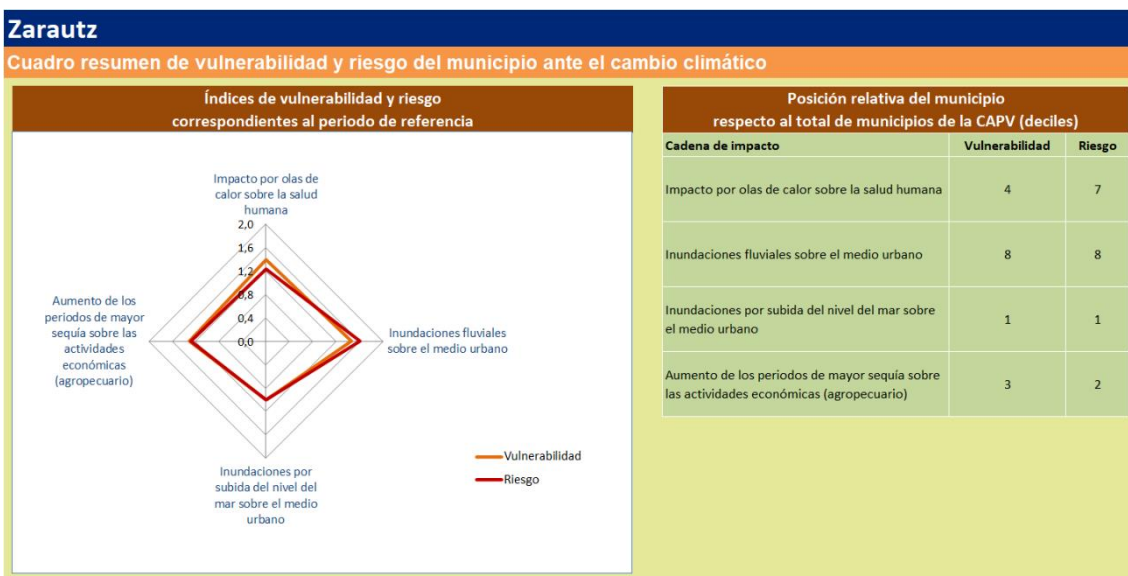 Zarautz
Cuadro resumen de vulnerabilidad y riesgo del municipio ante el cambio climático
Índices de vulnerabilidad y riesgo
correspondientes al periodo de referencia
Impacto por olas de
calor sobre la salud
humana
2,0
1,6
1,2
0,8
0,4
0,0
Aumento de los
periodos de mayor
sequía sobre las
actividades
económicas
(agropecuario)
Inundaciones fluviales
sobre el medio urbano
Inundaciones por
subida del nivel del
mar sobre el medio
urbano
Vulnerabilidad
Riesgo
Posición relativa del municipio
respecto al total de municipios de la CAPV (deciles)
Cadena de impacto Vulnerabilidad Riesgo
Impacto por olas de calor sobre la salud humana 4 7
Inundaciones fluviales sobre el medio urbano 8 8
Inundaciones por subida del nivel del mar sobre
el medio urbano 1 1
Aumento de los periodos de mayor sequía sobre
las actividades económicas (agropecuario) 3 2